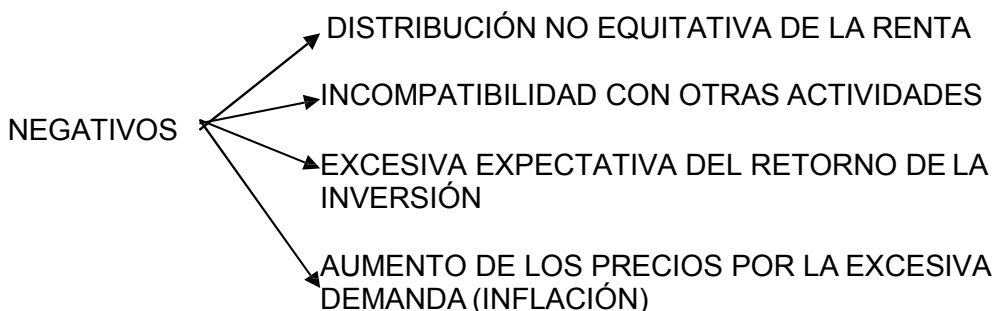 DISTRIBUCIÓN NO EQUITATIVA DE LA RENTA
INCOMPATIBILIDAD CON OTRAS ACTIVIDADES
NEGATIVOS
EXCESIVA EXPECTATIVA DEL RETORNO DE LA
INVERSIÓN
AUMENTO DE LOS PRECIOS POR LA EXCESIVA
DEMANDA (INFLACIÓN)